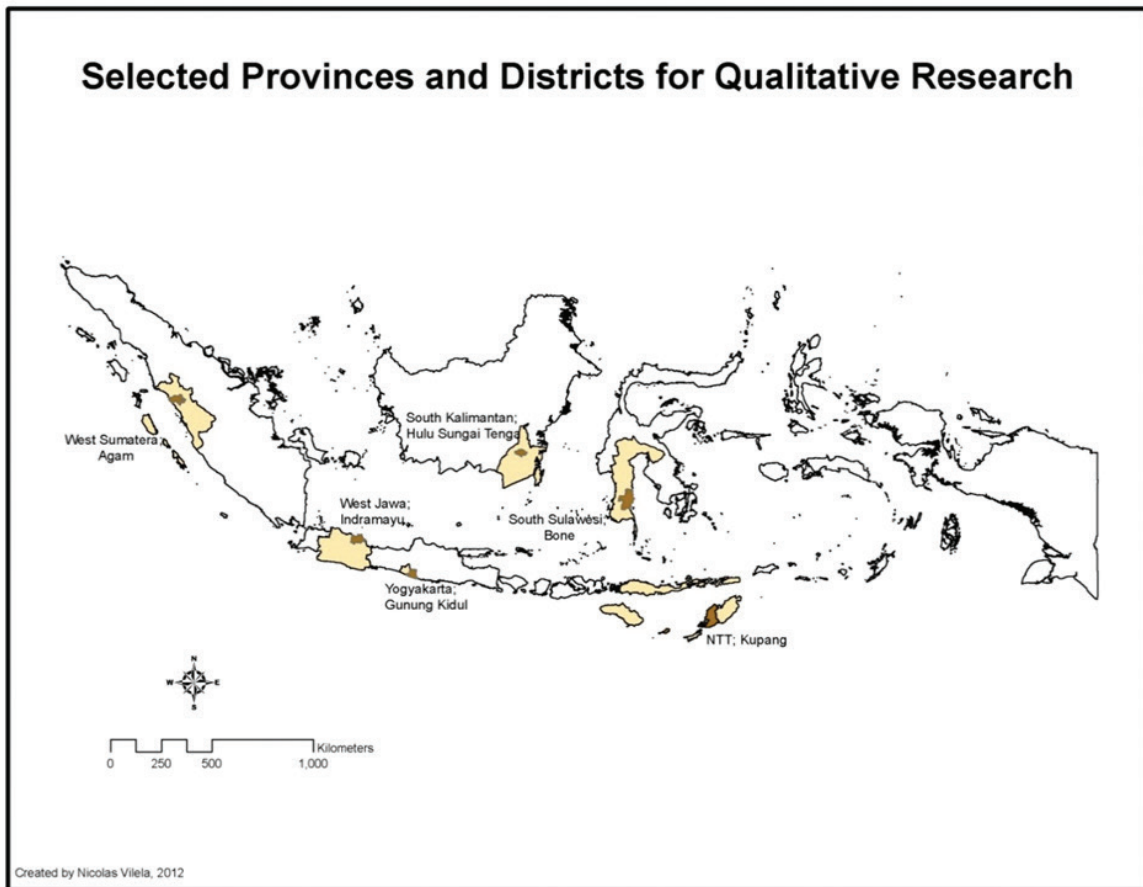 Selected Provinces and Districts for Qualitative Research
South Kalimantan;
Hulu Sungai Tenga
West Sumatera;
Agam
West Jawa;
Indramayu
South Sulawesi;
Bone
Yogyakarta;
Gunung Kidul
NTT; Kupang
N
W E
S
Kilometers
0 250 500 1,000
Created by Nicolas Vilela, 2012